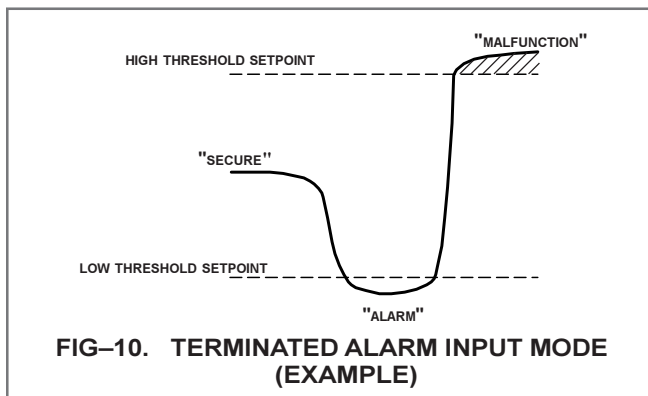 "MALFUNCTION"
HIGH THRESHOLD SETPOINT
"SECURE"
LOW THRESHOLD SETPOINT
"ALARM"
FIG–10. TERMINATED ALARM INPUT MODE
(EXAMPLE)